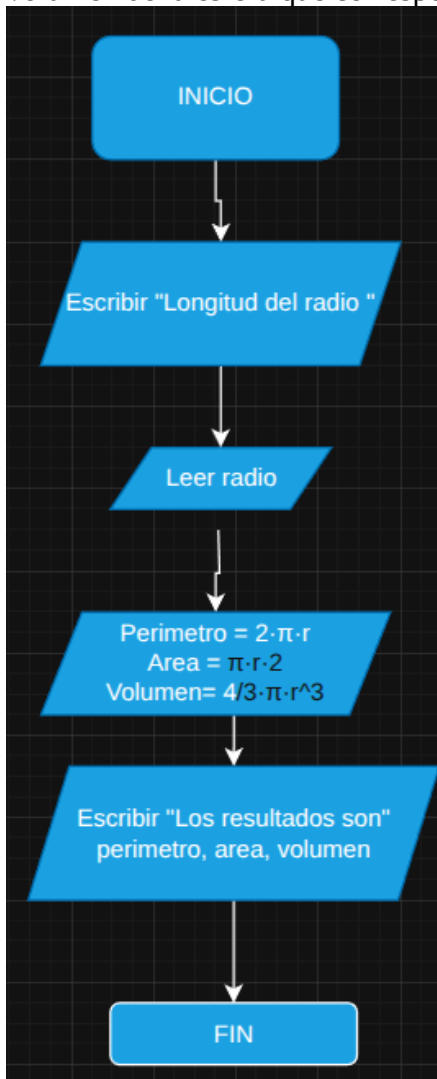 INICIO
Escribir "Longitud del radio "
Leer radio
Perimetro = 2·π·r
Area = π·r·2
Volumen= 4/3·π·r^3
Escribir "Los resultados son"
perimetro, area, volumen
FIN